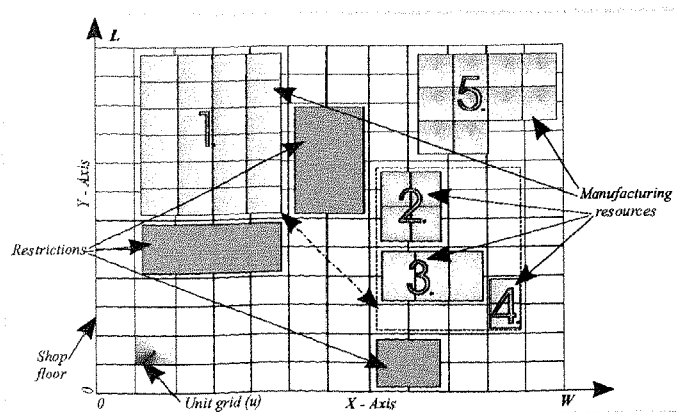 L
1.
5.
Y - Axis
2.
Manufacturing
resources
Restrictions
3.
4.
Shop
floor
0
0
Unit grid (u)
X - Axis
W